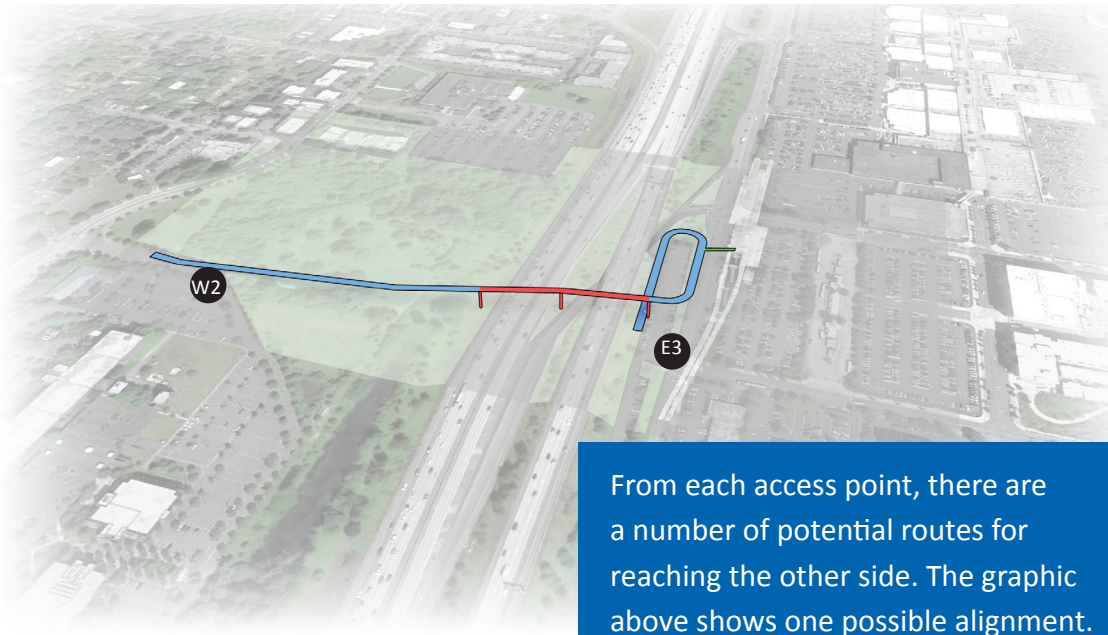 W2
E3
From each access point, there are
a number of potential routes for
reaching the other side. The graphic
above shows one possible alignment.